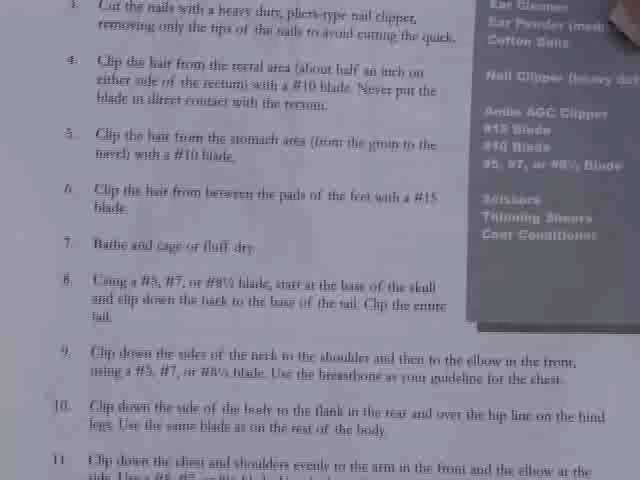 3. Cut the nails with a heavy duty, pliers-type nail clipper,
removing only the tips of the nails to avoid cutting the quick.
4. Clip the hair from the rectal area (about half an inch on
either side of the rectum) with a #10 blade. Never put the
blade in direct contact with the rectum.
5. Clip the hair from the stomach area (from the groin to the
navel) with a #10 blade.
6. Clip the hair from between the pads of the feet with a #15
blade.
7. Bathe and cage or fluff dry.
8. Using a #5, #7, or #8½ blade, start at the base of the skull
and clip down the back to the base of the tail. Clip the entire
tail.
9. Clip down the sides of the neck to the shoulder and then to the elbow in the front,
using a #5, #7, or #8½ blade. Use the breastbone as your guideline for the chest.
10. Clip down the side of the body to the flank in the rear and over the hip line on the hind
legs. Use the same blade as on the rest of the body.
11. Clip down the chest and shoulders evenly to the arm in the front and the elbow at the
side. Use a #5, #7,
Ear Cleaner
Ear Powder
Cotton Balls
Nail Clipper (heavy
Andis AGC Clipper
#15 Blade
#10 Blade
#5, #7, or #8½ Blade
Scissors
Thinning Shears
Coat Conditioner